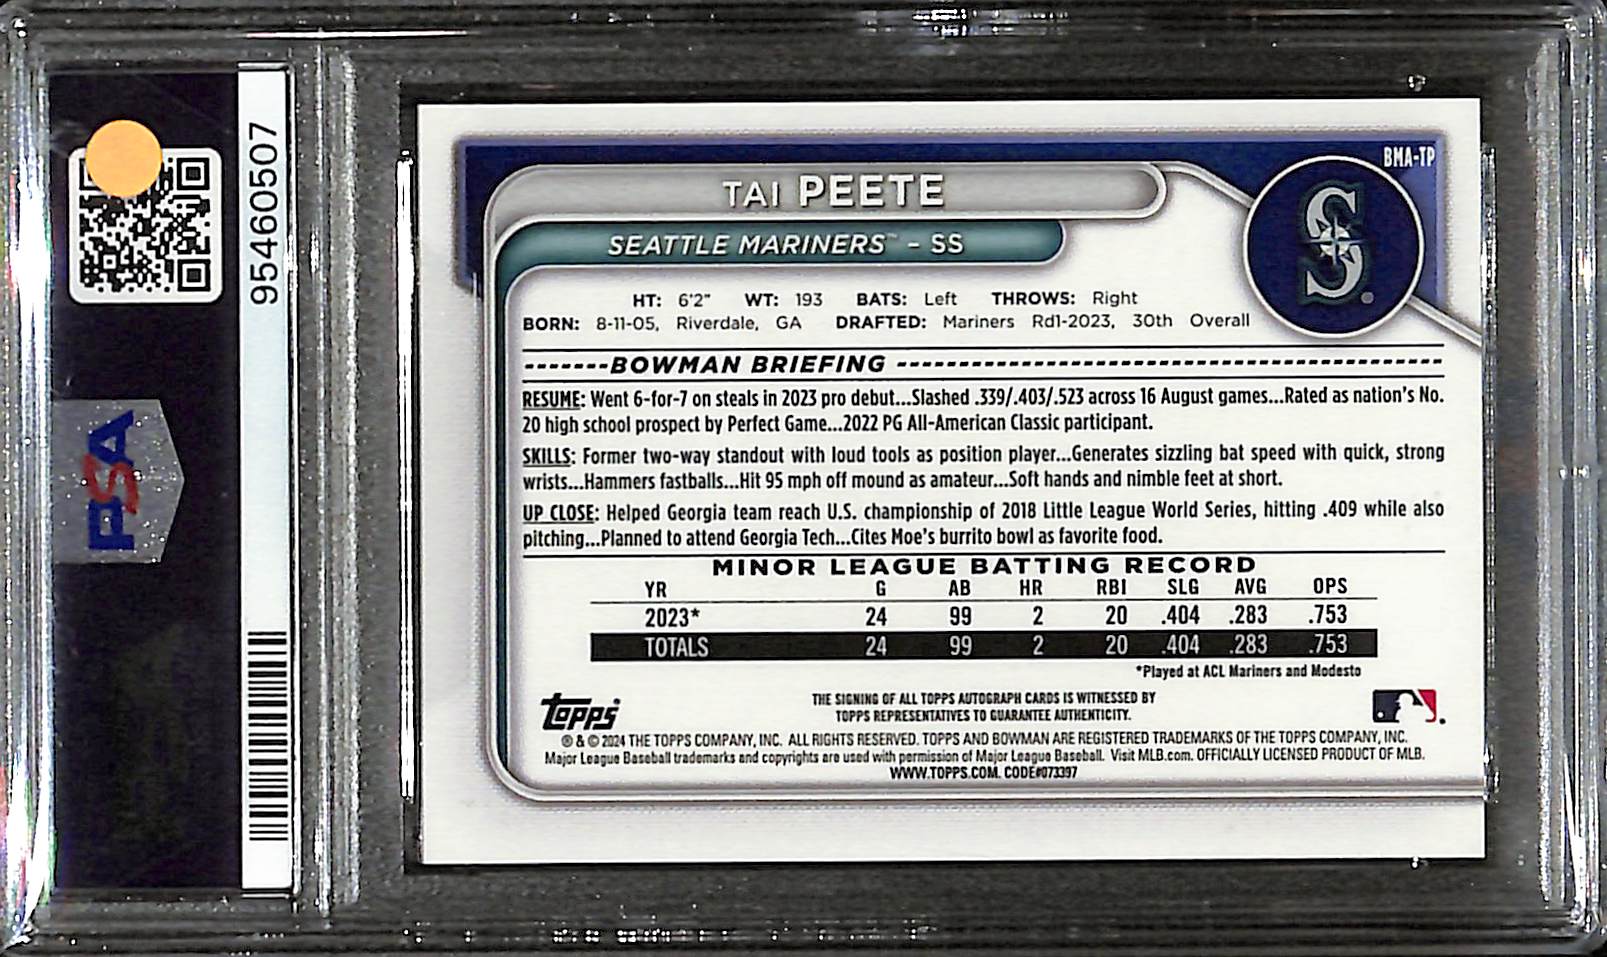 BMA-TP
TAI PEETE
SEATTLE MARINERS™ - SS
S
HT: 6'2" WT: 193 BATS: Left THROWS: Right
BORN: 8-11-05, Riverdale, GA DRAFTED: Mariners Rd1-2023, 30th Overall
BOWMAN BRIEFING
RESUME: Went 6-for-7 on steals in 2023 pro debut...Slashed .339/.403/.523 across 16 August games...Rated as nation's No.
20 high school prospect by Perfect Game...2022 PG All-American Classic participant.
SKILLS: Former two-way standout with loud tools as position player...Generates sizzling bat speed with quick, strong
wrists...Hammers fastballs...Hit 95 mph off mound as amateur...Soft hands and nimble feet at short.
UP CLOSE: Helped Georgia team reach U.S. championship of 2018 Little League World Series, hitting .409 while also
pitching...Planned to attend Georgia Tech...Cites Moe's burrito bowl as favorite food.
MINOR LEAGUE BATTING RECORD
YR G AB HR RBI SLG AVG OPS
2023* 24 99 2 20 .404 .283 .753
TOTALS 24 99 2 20 .404 .283 .753
*Played at ACL Mariners and Modesto
topps
THE SIGNING OF ALL TOPPS AUTOGRAPH CARDS IS WITNESSED BY
TOPPS REPRESENTATIVES TO GUARANTEE AUTHENTICITY.
® & © 2024 THE TOPPS COMPANY, INC. ALL RIGHTS RESERVED. TOPPS AND BOWMAN ARE REGISTERED TRADEMARKS OF THE TOPPS COMPANY, INC.
Major League Baseball trademarks and copyrights are used with permission of Major League Baseball. Visit MLB.com. OFFICIALLY LICENSED PRODUCT OF MLB.
WWW.TOPPS.COM. CODE#073397
95460507
PSA